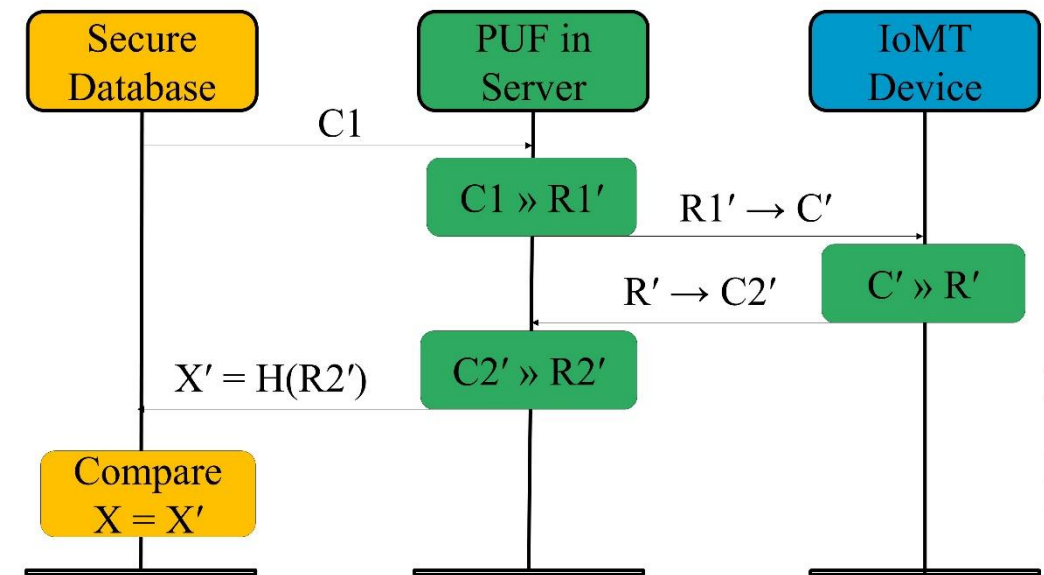 Secure
Database
PUF in
Server
IoMT
Device
C1
C1 » R1′
R1′ → C′
C′ » R′
R′ → C2′
C2′ » R2′
X′ = H(R2′)
Compare
X = X′